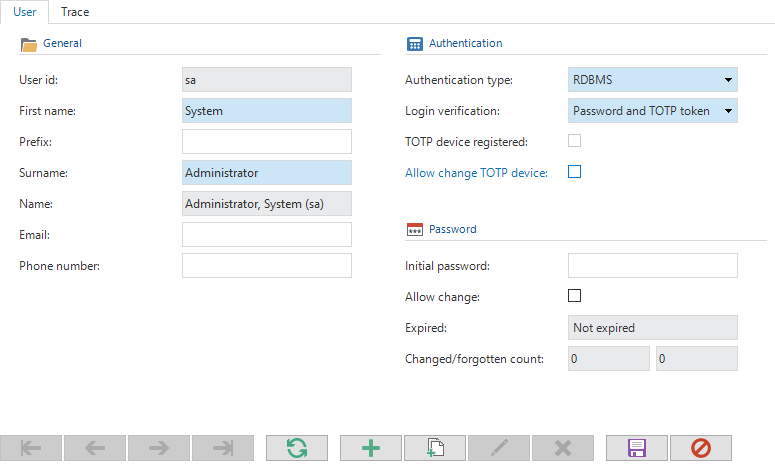 User Trace
General
User id: sa
First name: System
Prefix:
Surname: Administrator
Name: Administrator, System (sa)
Email:
Phone number:
Authentication
Authentication type: RDBMS
Login verification: Password and TOTP token
TOTP device registered:
Allow change TOTP device:
Password
Initial password:
Allow change:
Expired: Not expired
Changed/forgotten count: 0 0